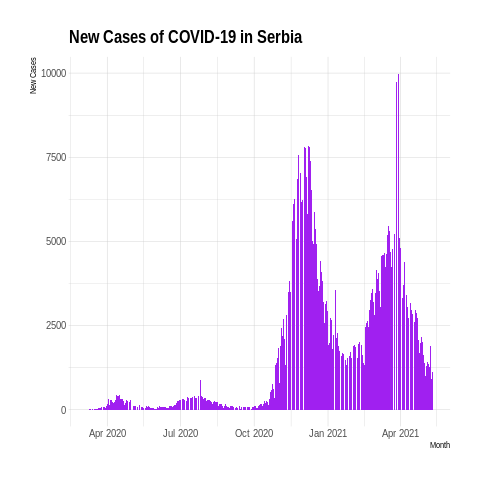 New Cases of COVID-19 in Serbia
New Cases
10000
7500
5000
2500
0
Apr 2020 Jul 2020 Oct 2020 Jan 2021 Apr 2021
Month